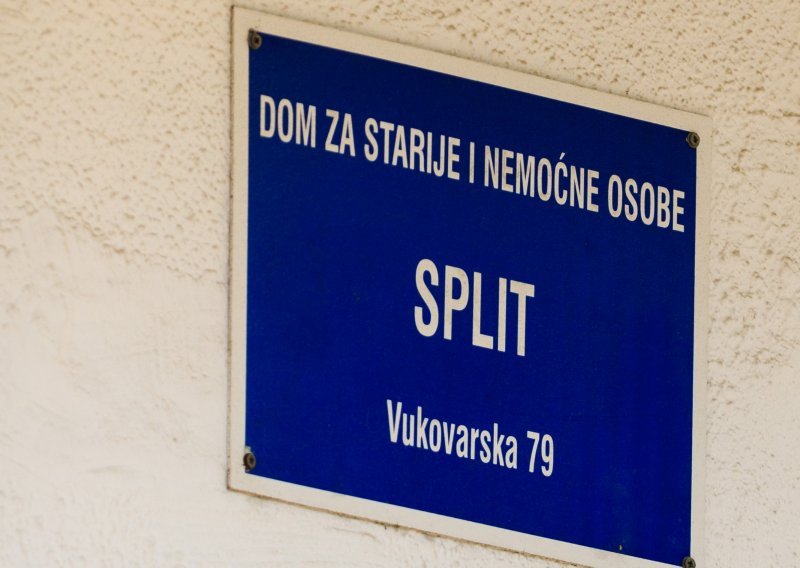 DOM ZA STARIJE I NEMOĆNE OSOBE
SPLIT
Vukovarska 79